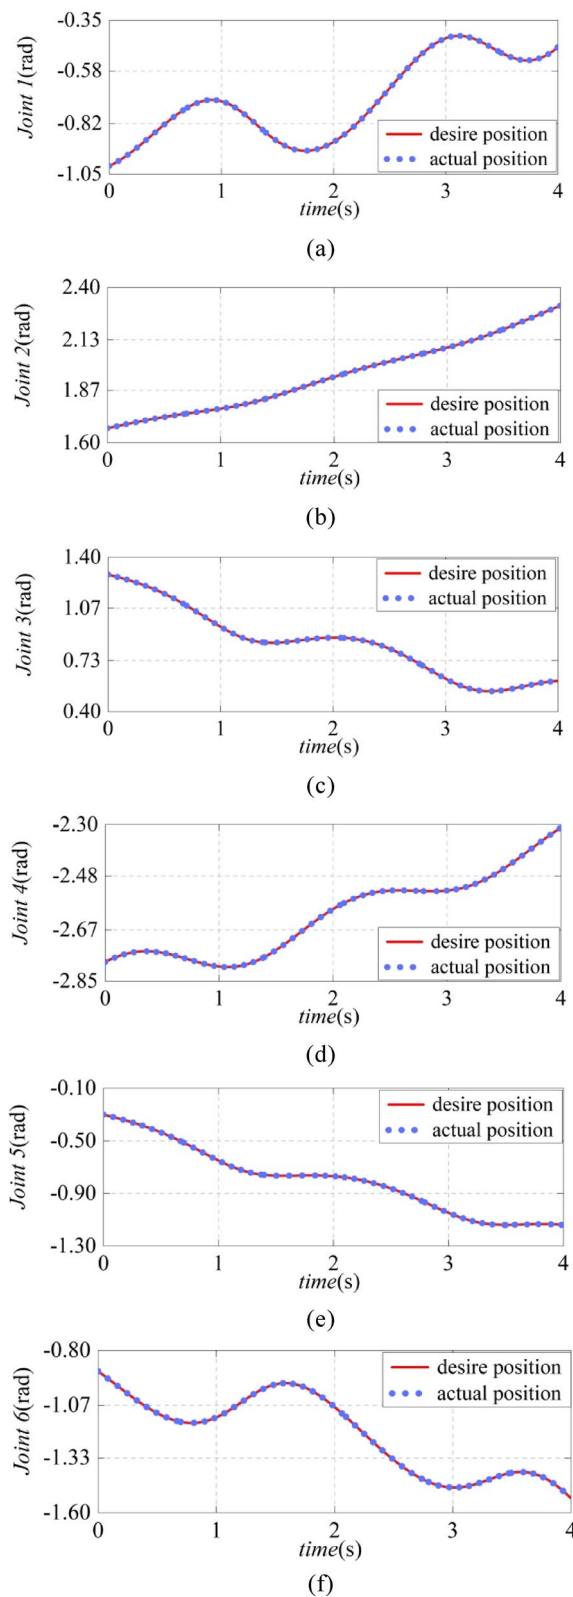 -0.35
-0.58
-0.82
-1.05
Joint 1(rad)
desire position
actual position
0 1 2 3 4
time(s)
(a)
2.40
2.13
1.87
1.60
Joint 2(rad)
desire position
actual position
0 1 2 3 4
time(s)
(b)
1.40
1.07
0.73
0.40
Joint 3(rad)
desire position
actual position
0 1 2 3 4
time(s)
(c)
-2.30
-2.48
-2.67
-2.85
Joint 4(rad)
desire position
actual position
0 1 2 3 4
time(s)
(d)
-0.10
-0.50
-0.90
-1.30
Joint 5(rad)
desire position
actual position
0 1 2 3 4
time(s)
(e)
-0.80
-1.07
-1.33
-1.60
Joint 6(rad)
desire position
actual position
0 1 2 3 4
time(s)
(f)